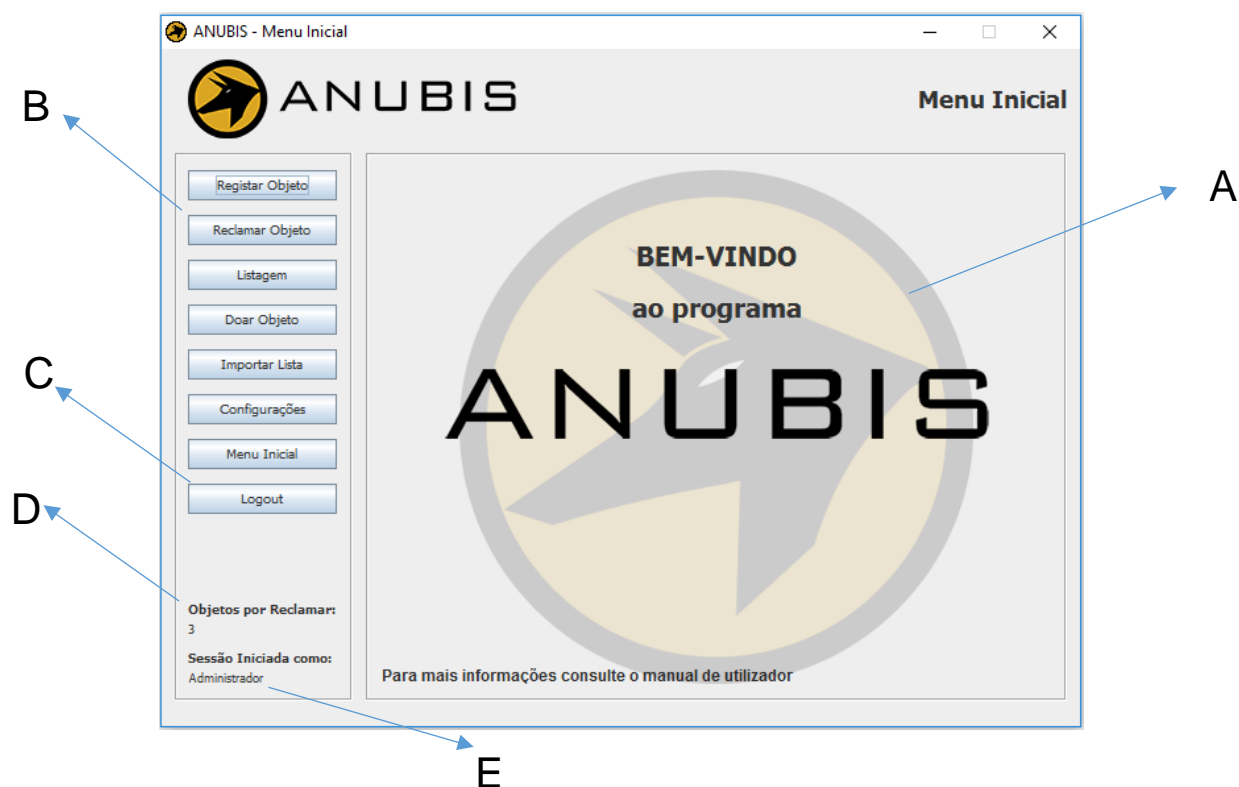 ANUBIS - Menu Inicial
ANUBIS
Menu Inicial
B
A
C
D
E
Registar Objeto
Reclamar Objeto
Listagem
Doar Objeto
Importar Lista
Configurações
Menu Inicial
Logout
Objetos por Reclamar:
3
Sessão Iniciada como:
Administrador
BEM-VINDO
ao programa
ANUBIS
Para mais informações consulte o manual de utilizador